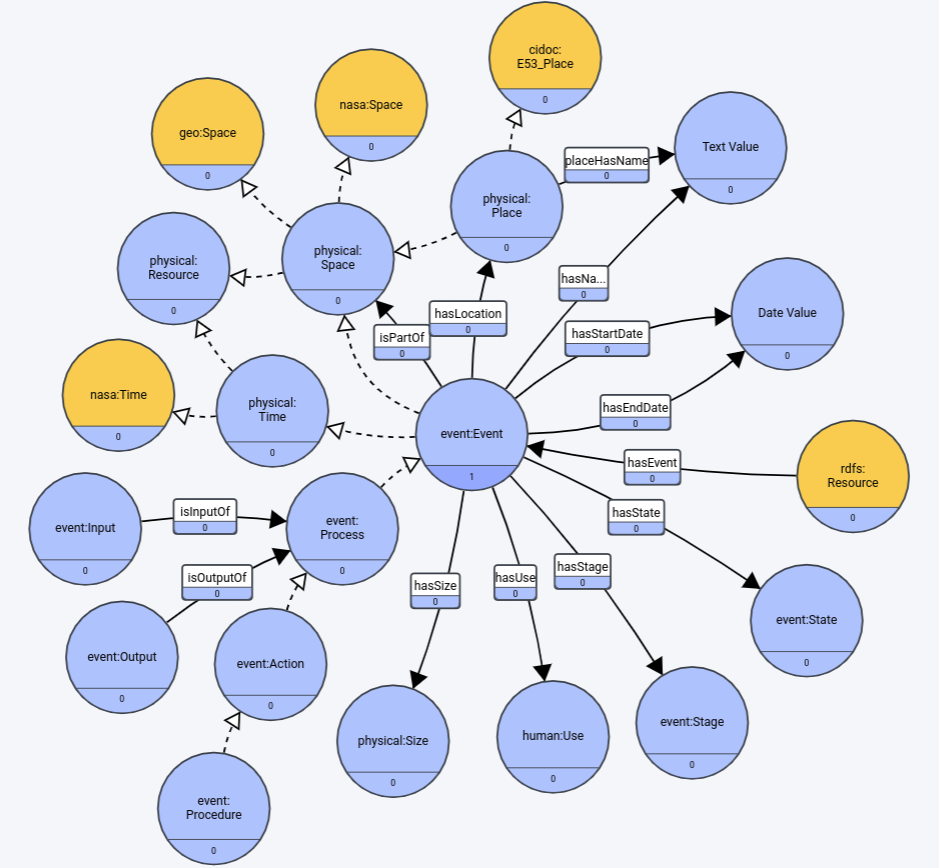 cidoc:
E53_Place
0
nasa:Space
0
geo:Space
0
Text Value
0
placeHasName
0
physical:
Place
0
physical:
Space
0
physical:
Resource
0
hasNa...
0
Date Value
0
hasLocation
0
isPartOf
0
hasStartDate
0
nasa:Time
0
physical:
Time
0
hasEndDate
0
event:Event
1
hasEvent
0
rdfs:
Resource
0
event:Input
0
isInputOf
0
event:
Process
0
hasState
0
isOutputOf
0
hasSize
0
hasUse
0
hasStage
0
event:State
0
event:Output
0
event:Action
0
physical:Size
0
human:Use
0
event:Stage
0
event:
Procedure
0